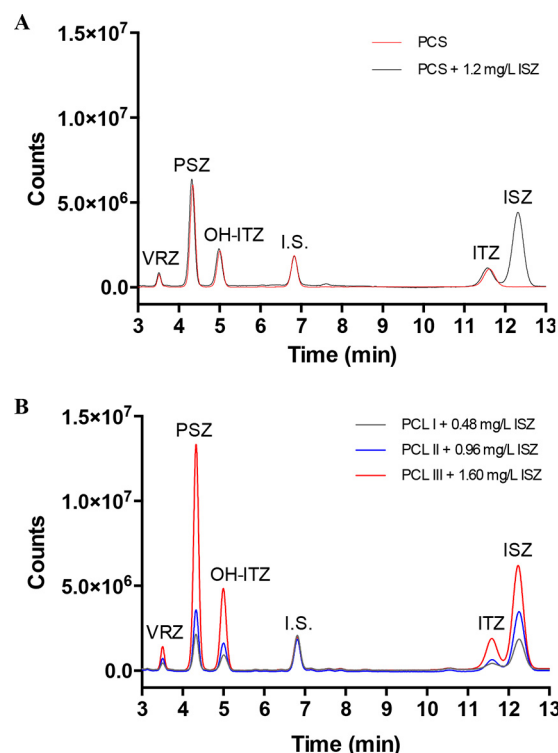 A
1.5×10⁷
1.0×10⁷
5.0×10⁶
0.0
Counts
PCS
PCS + 1.2 mg/L ISZ
VRZ
PSZ
OH-ITZ
I.S.
ITZ
ISZ
3 4 5 6 7 8 9 10 11 12 13
Time (min)
B
1.5×10⁷
1.0×10⁷
5.0×10⁶
0.0
Counts
PCL I + 0.48 mg/L ISZ
PCL II + 0.96 mg/L ISZ
PCL III + 1.60 mg/L ISZ
VRZ
PSZ
OH-ITZ
I.S.
ITZ
ISZ
3 4 5 6 7 8 9 10 11 12 13
Time (min)